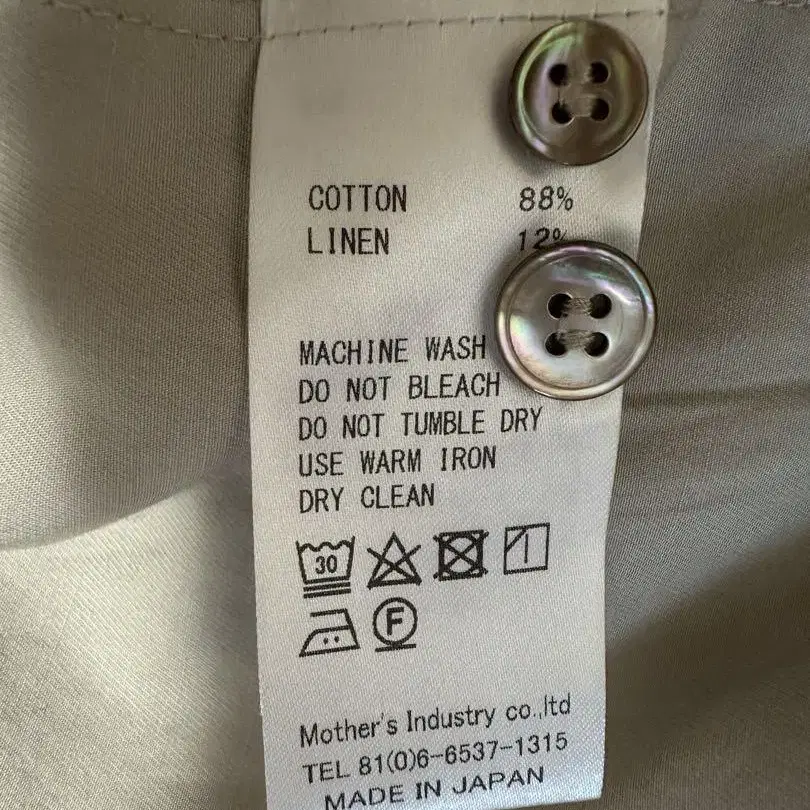 COTTON 88%
LINEN 12%
MACHINE WASH
DO NOT BLEACH
DO NOT TUMBLE DRY
USE WARM IRON
DRY CLEAN
30
F
Mother's Industry co.,ltd
TEL 81(0)6-6537-1315
MADE IN JAPAN